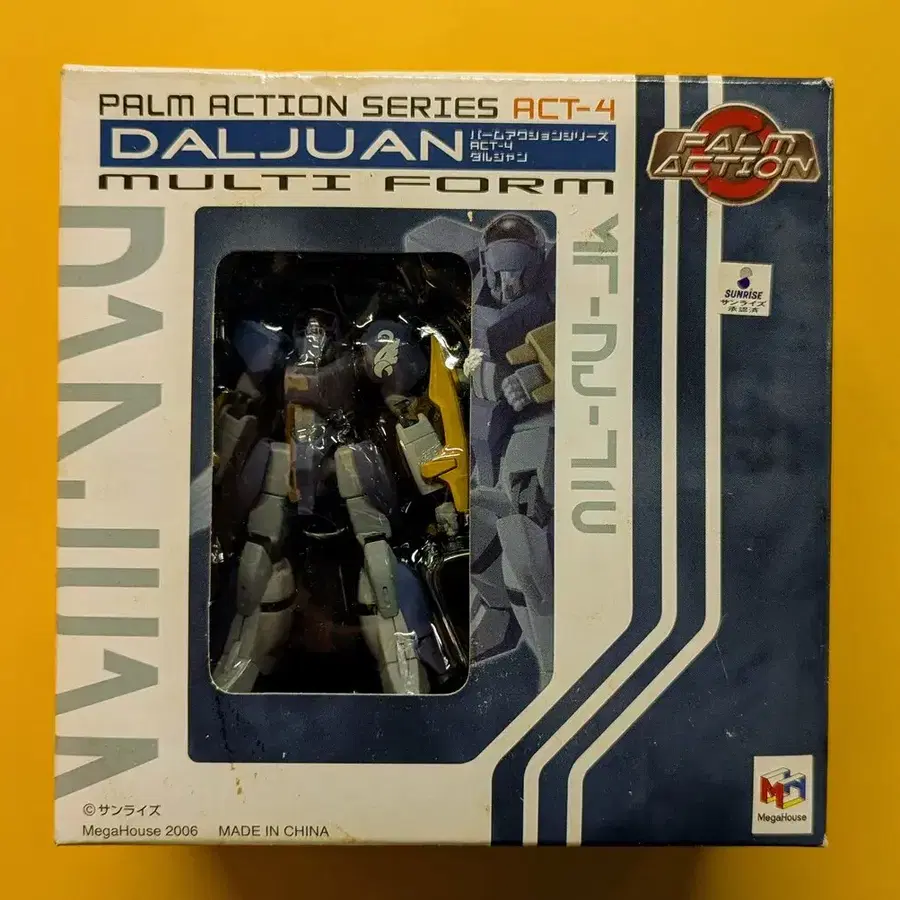 PALM ACTION SERIES ACT-4
DALJUAN
パームアクションシリーズ
ACT-4
ダルジャン
MULTI FORM
PALM
ACTION
SUNRISE
サンライズ
承認済
©サンライズ
MegaHouse 2006 MADE IN CHINA
MegaHouse